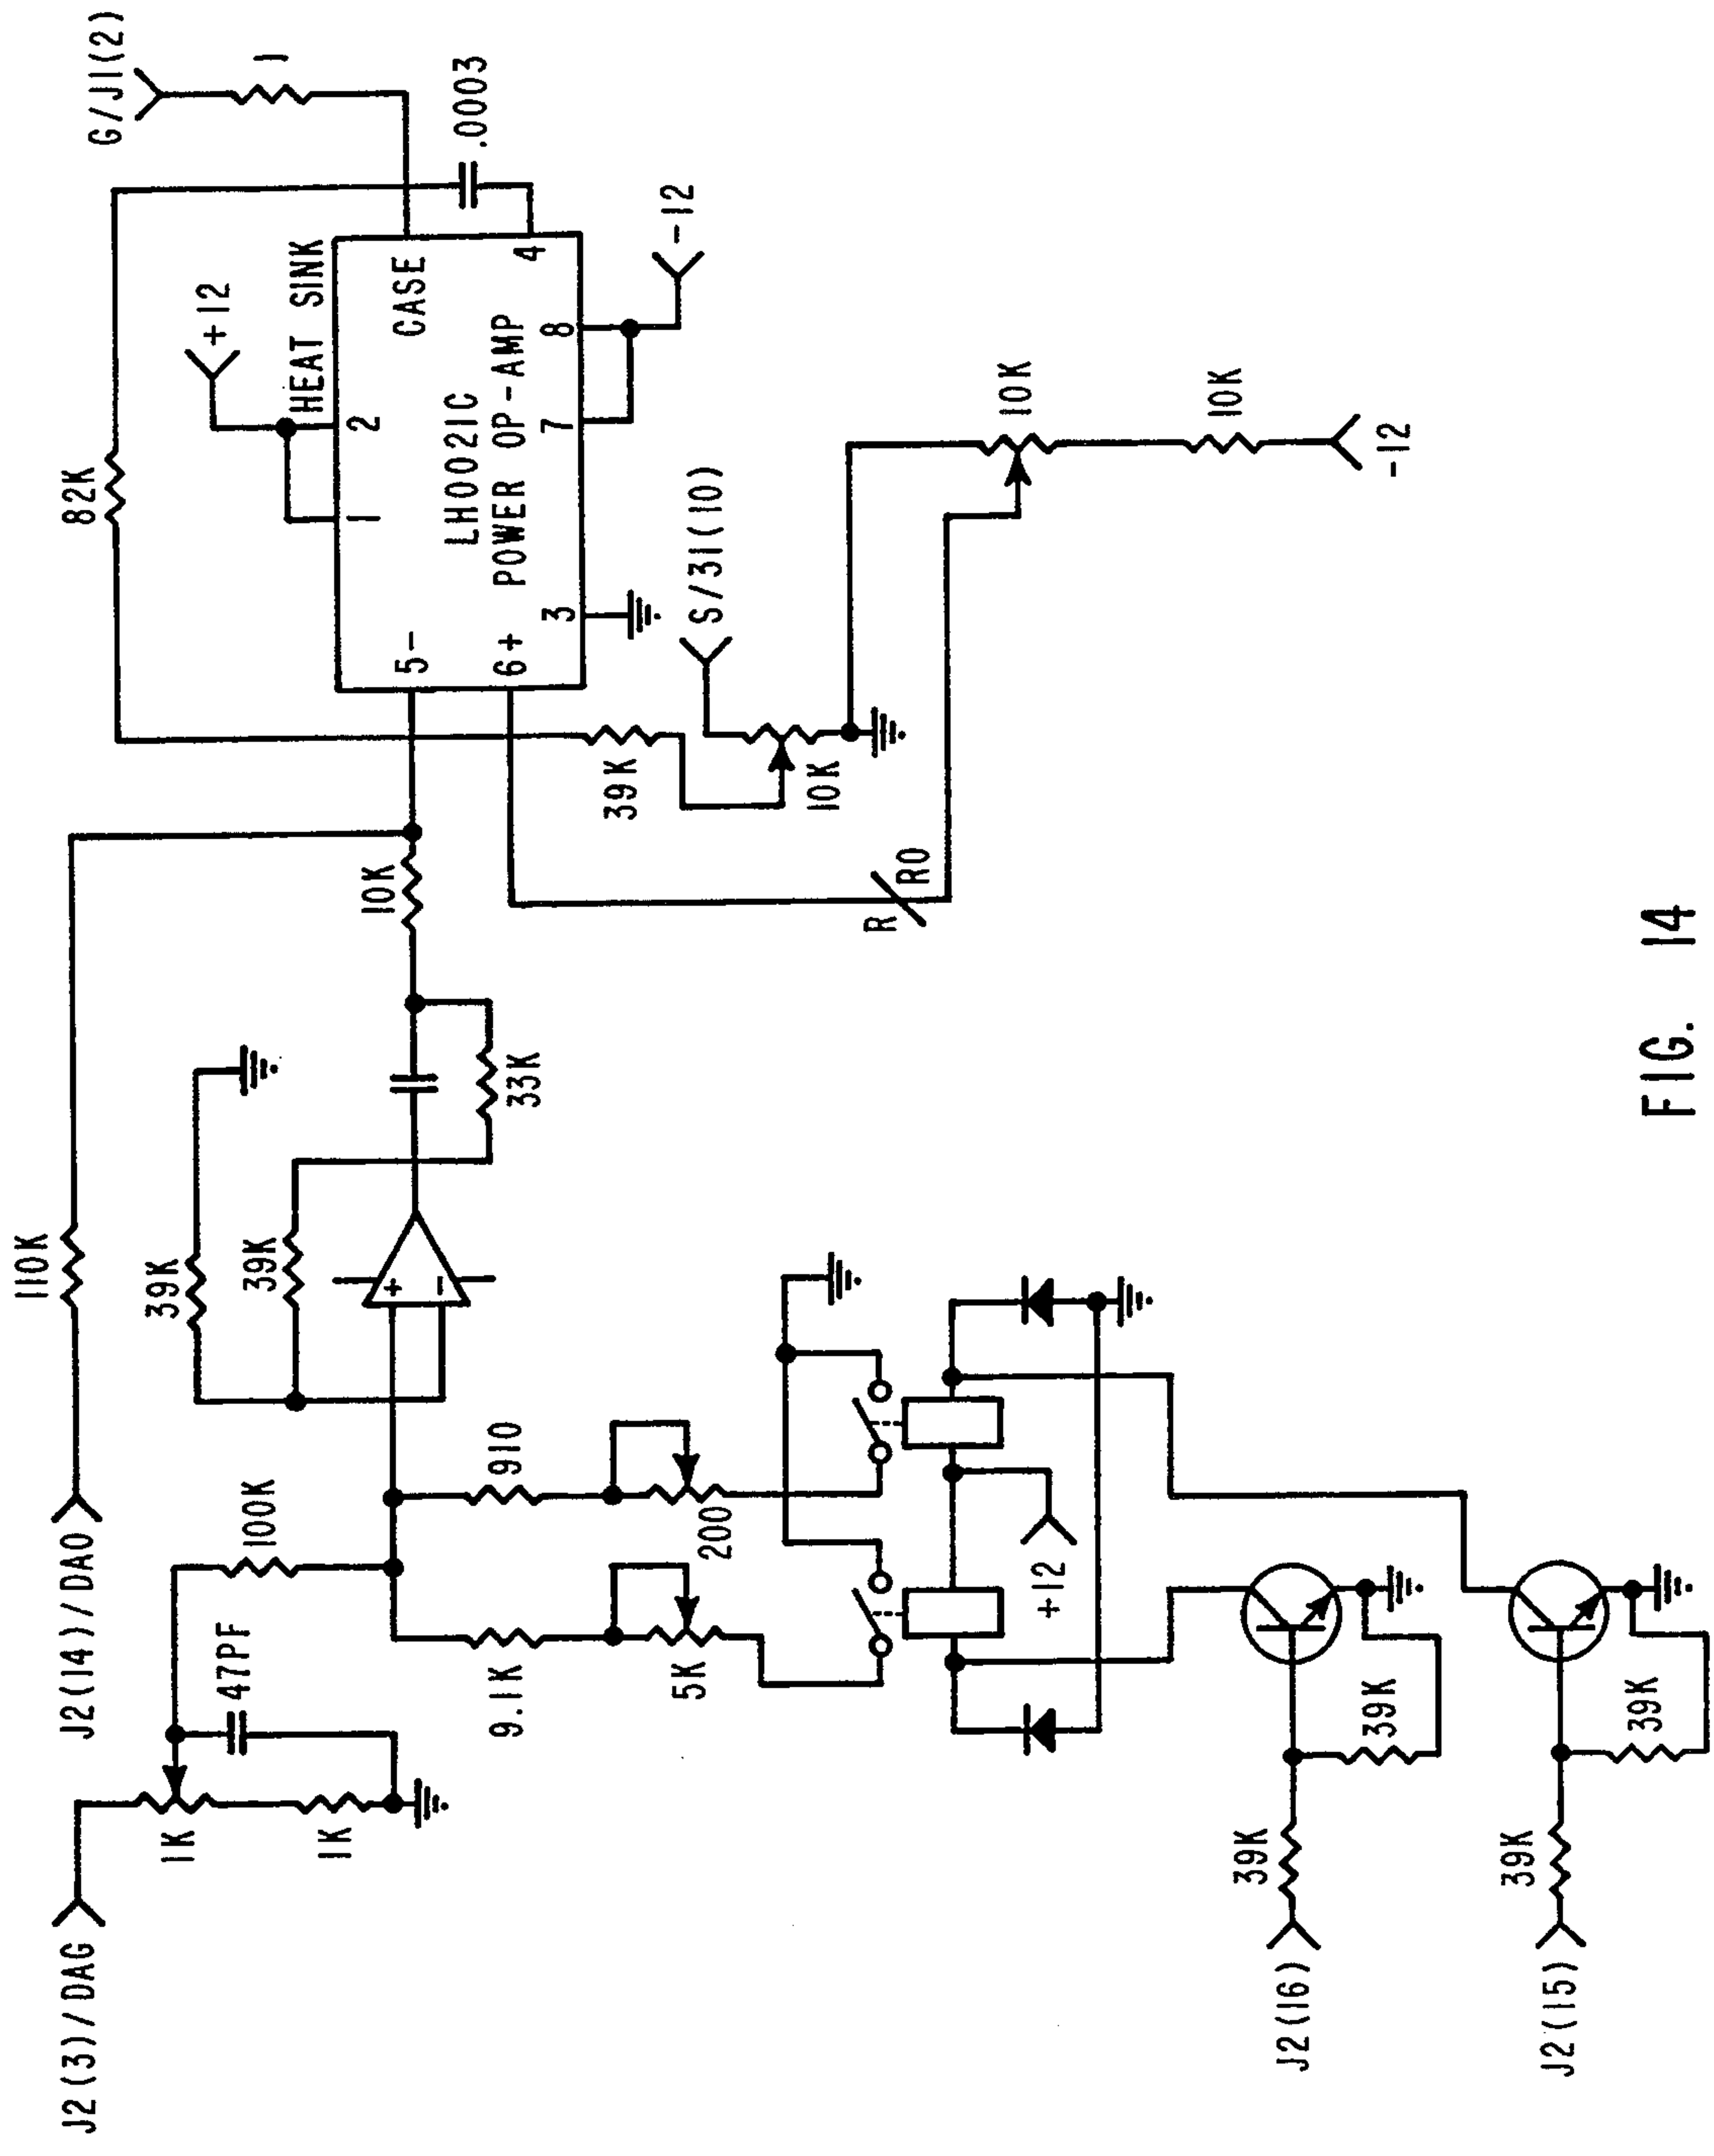 J2(3)/DAG
1K
1K
47PF
J2(14)/DAO
100K
110K
39K
39K
+
-
33K
10K
9.1K
5K
910
200
+12
82K
5-
6+
1
2
HEAT SINK
CASE
LH0021C
POWER OP-AMP
3
7
8
4
+12
-12
G/J1(2)
1
.0003
39K
10K
S/31(10)
R
RO
10K
10K
-12
J2(16)
39K
39K
J2(15)
39K
39K
FIG. 14